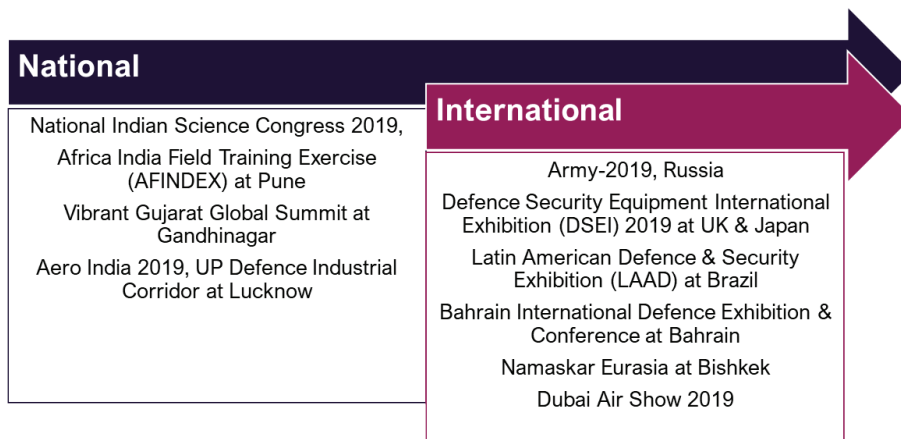 National
National Indian Science Congress 2019,
Africa India Field Training Exercise
(AFINDEX) at Pune
Vibrant Gujarat Global Summit at
Gandhinagar
Aero India 2019, UP Defence Industrial
Corridor at Lucknow
International
Army-2019, Russia
Defence Security Equipment International
Exhibition (DSEI) 2019 at UK & Japan
Latin American Defence & Security
Exhibition (LAAD) at Brazil
Bahrain International Defence Exhibition &
Conference at Bahrain
Namaskar Eurasia at Bishkek
Dubai Air Show 2019